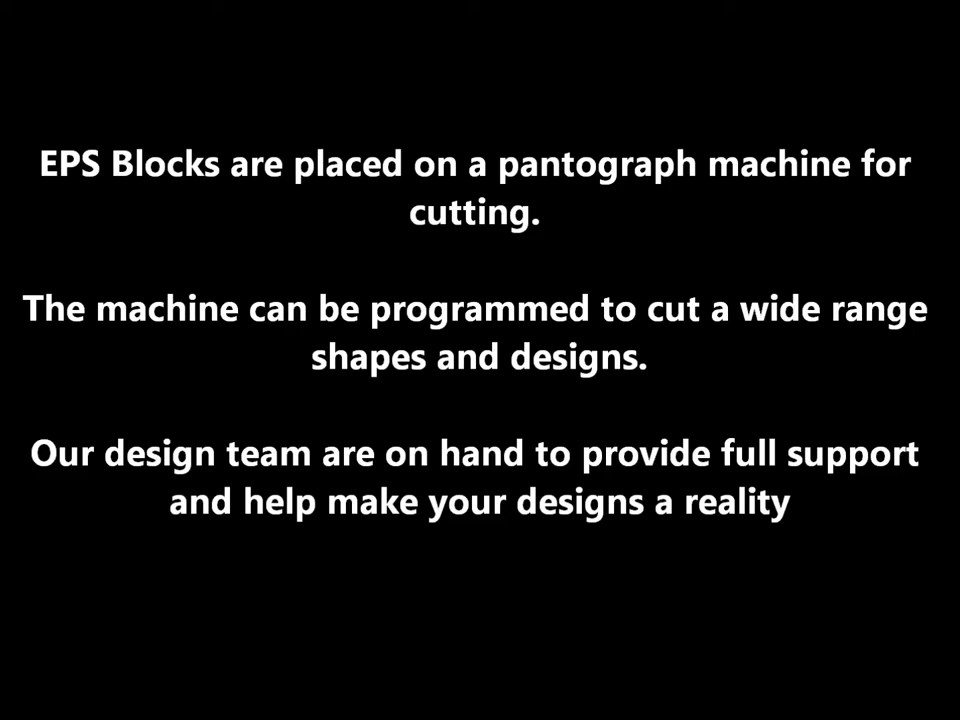 EPS Blocks are placed on a pantograph machine for
cutting.
The machine can be programmed to cut a wide range
shapes and designs.
Our design team are on hand to provide full support
and help make your designs a reality